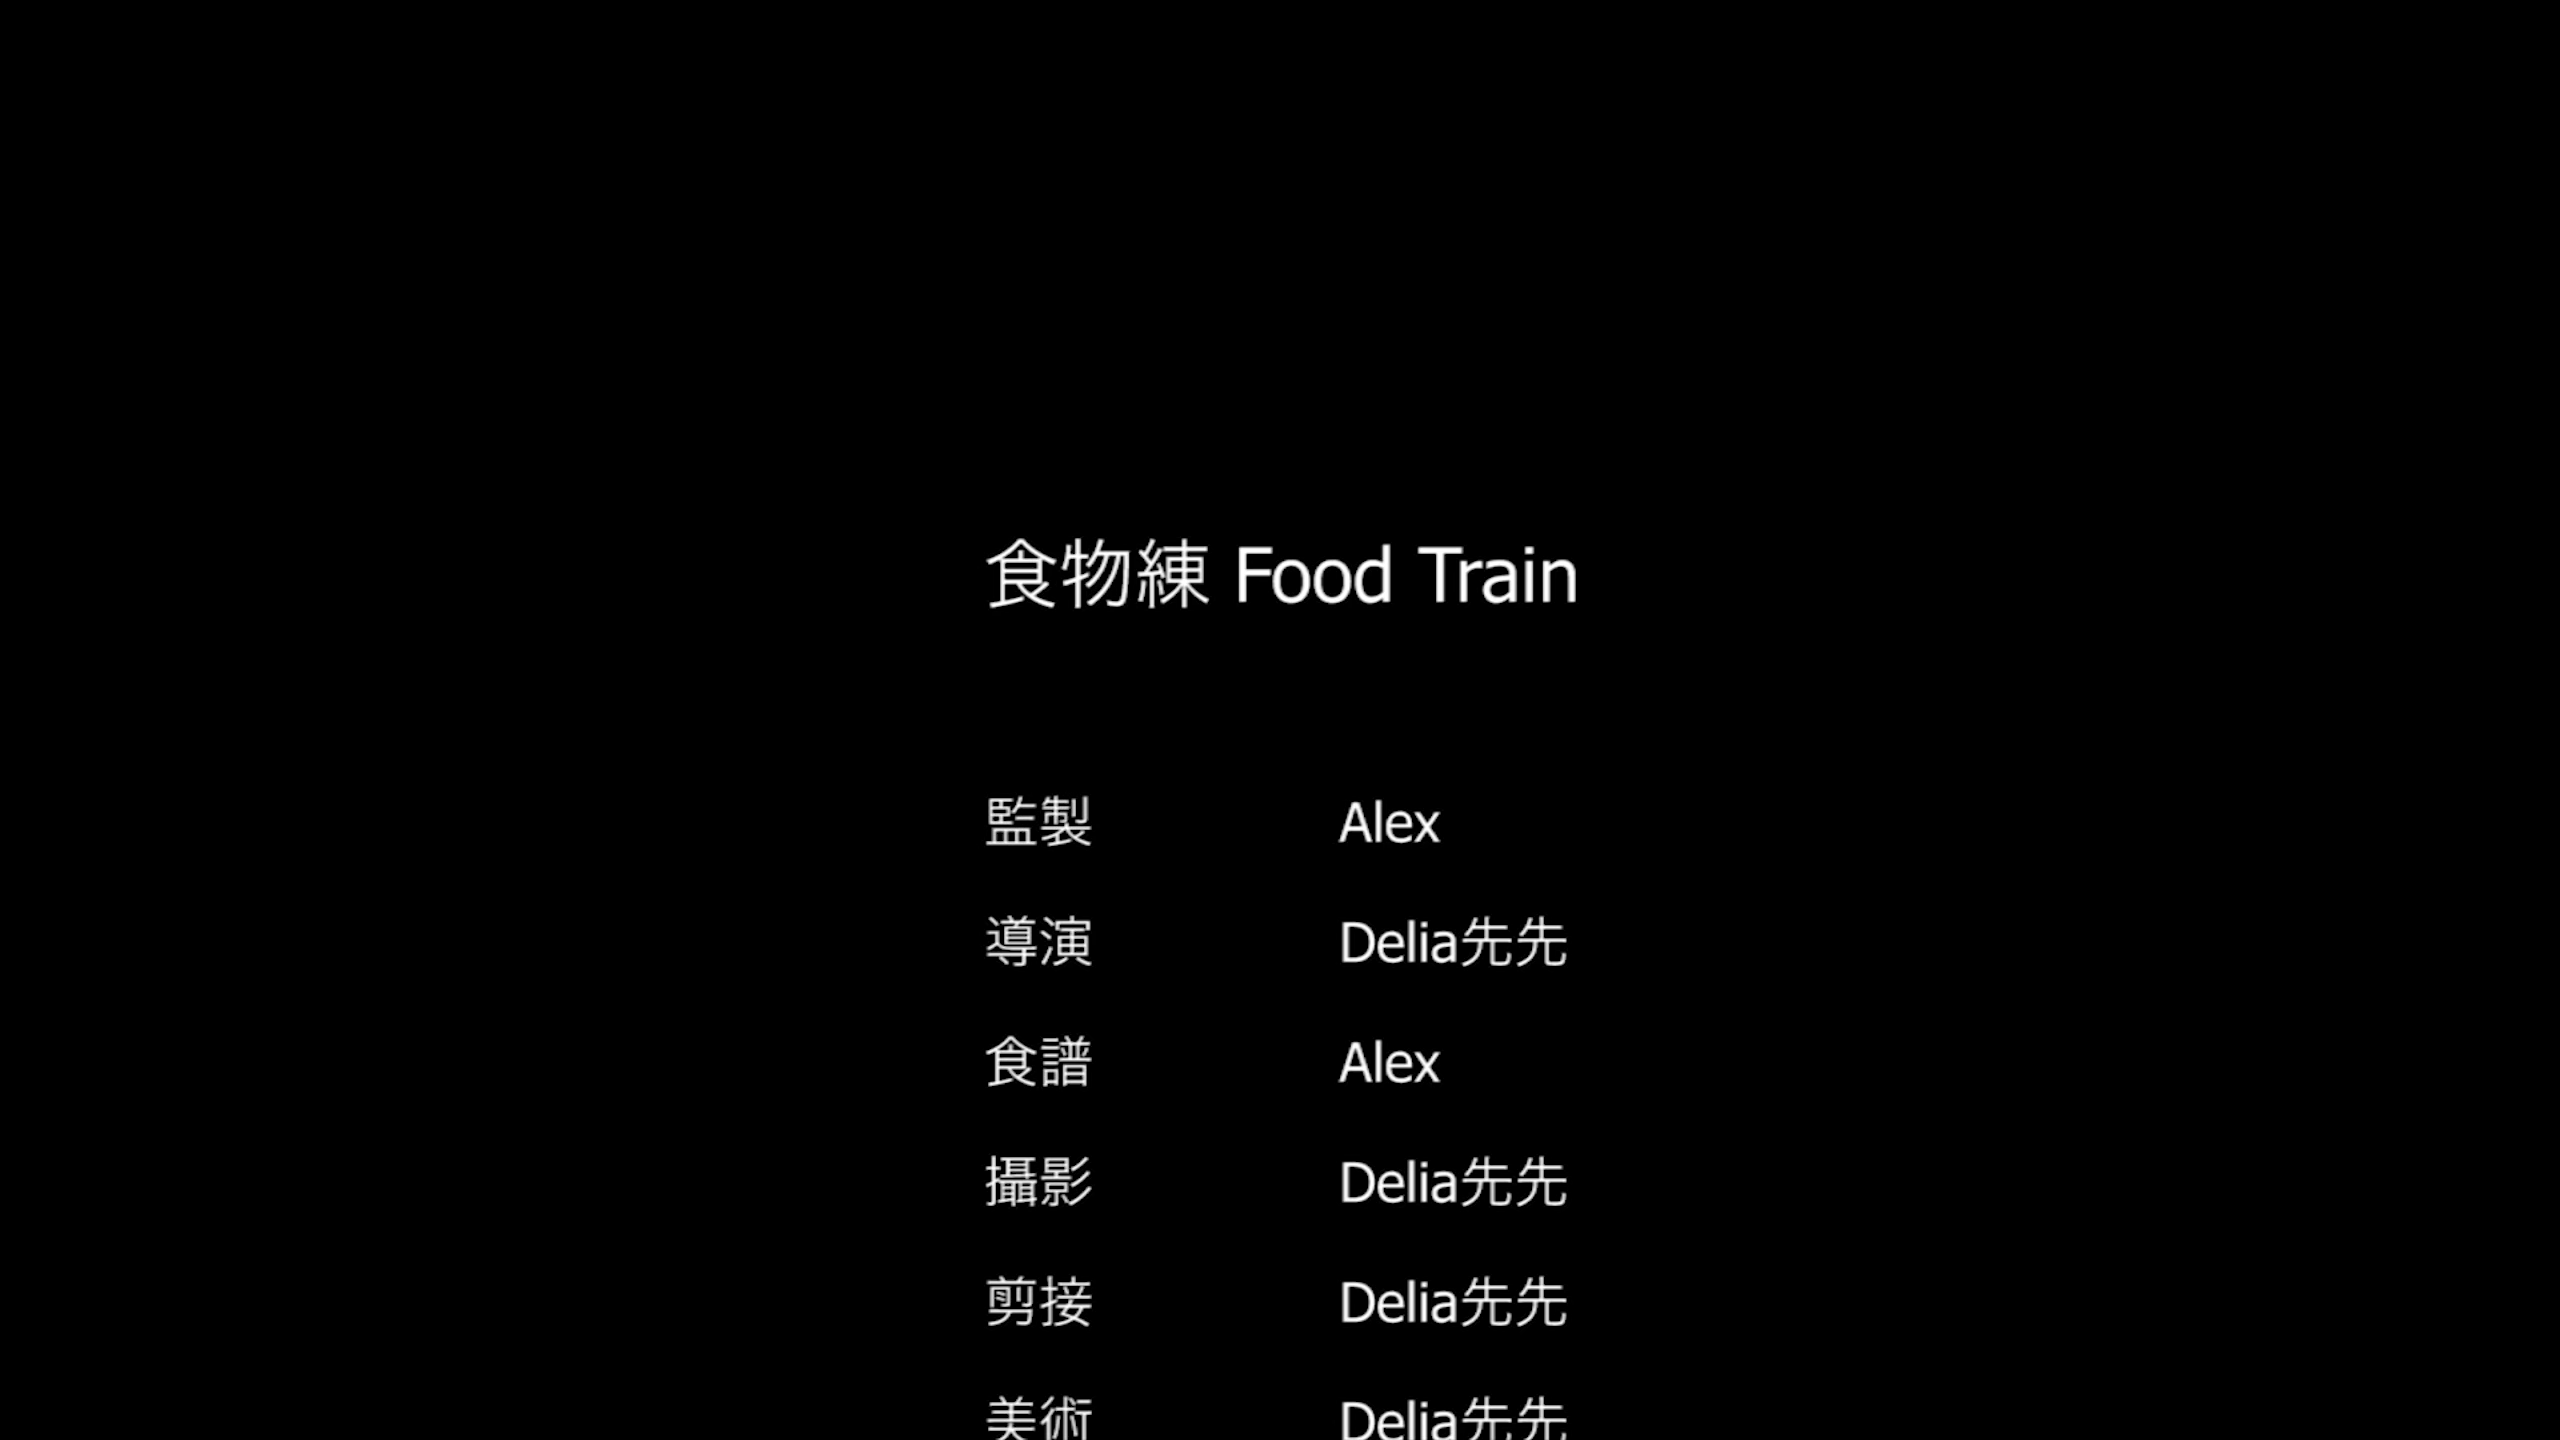 食物練 Food Train
監製 Alex
導演 Delia先先
食譜 Alex
攝影 Delia先先
剪接 Delia先先
美術 Delia先先